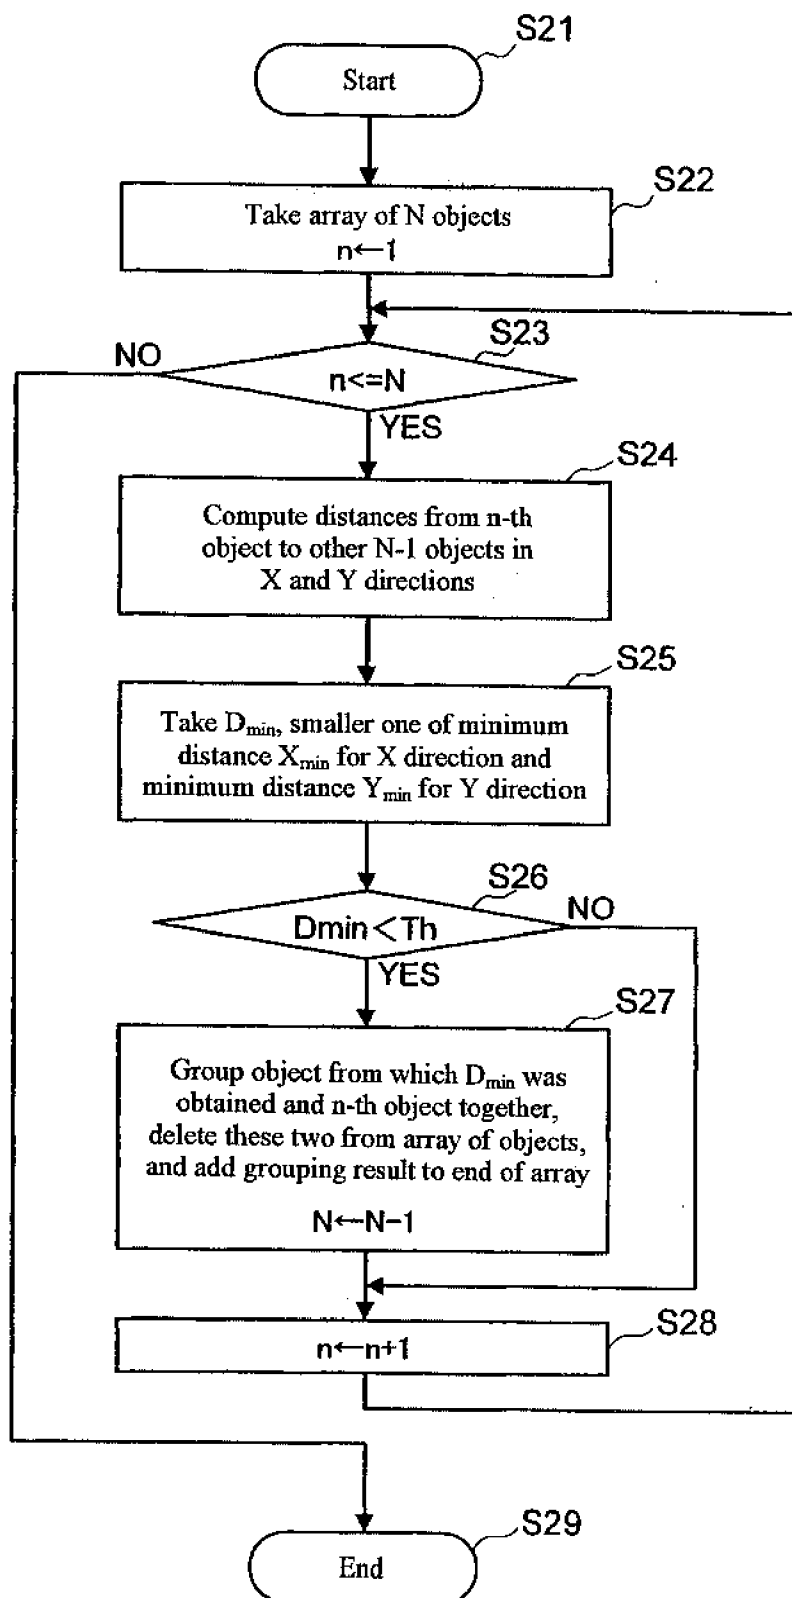 S21
Start
S22
Take array of N objects
n←1
S23
NO
n<=N
YES
S24
Compute distances from n-th
object to other N-1 objects in
X and Y directions
S25
Take Dmin, smaller one of minimum
distance Xmin for X direction and
minimum distance Ymin for Y direction
S26
NO
Dmin<Th
YES
S27
Group object from which Dmin was
obtained and n-th object together,
delete these two from array of objects,
and add grouping result to end of array
N←N-1
S28
n←n+1
S29
End